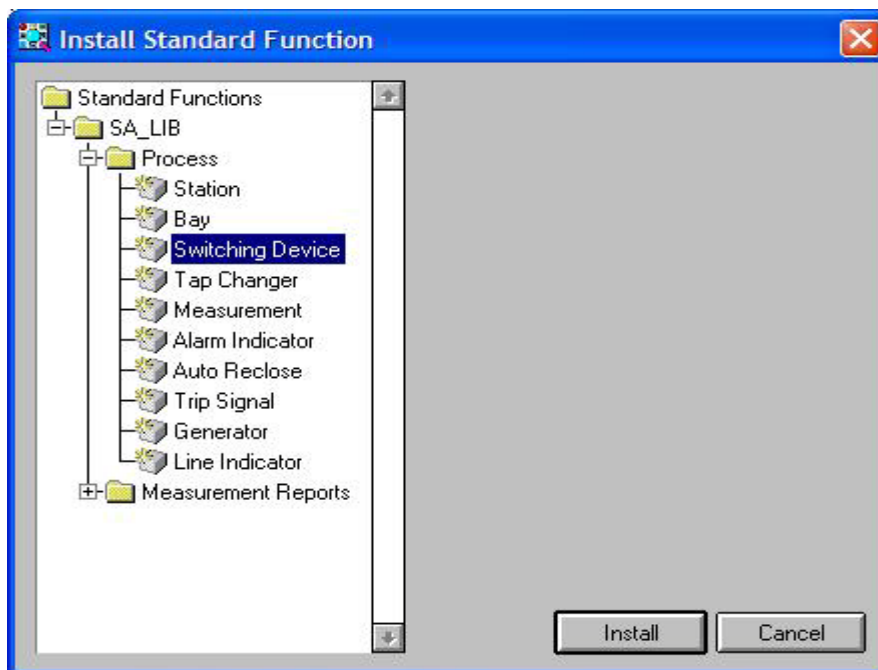 Install Standard Function
Standard Functions
SA_LIB
Process
Station
Bay
Switching Device
Tap Changer
Measurement
Alarm Indicator
Auto Reclose
Trip Signal
Generator
Line Indicator
Measurement Reports
Install Cancel